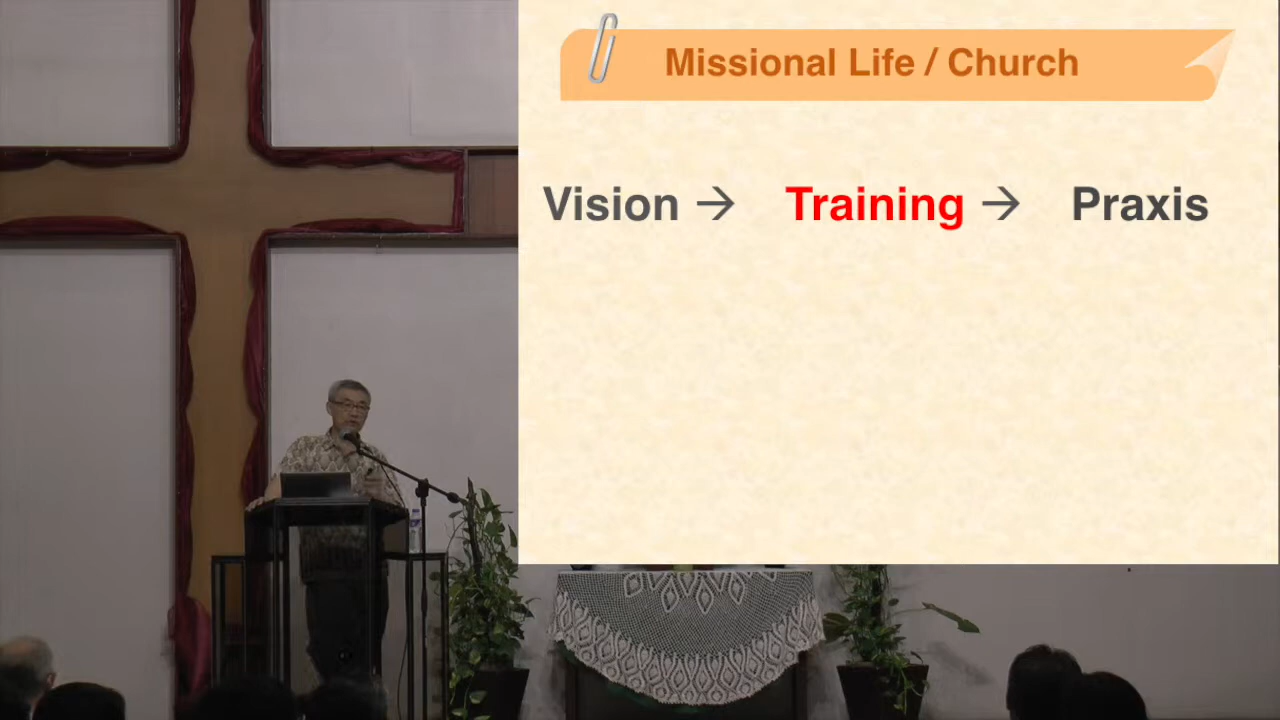 Missional Life / Church
Vision → Training → Praxis